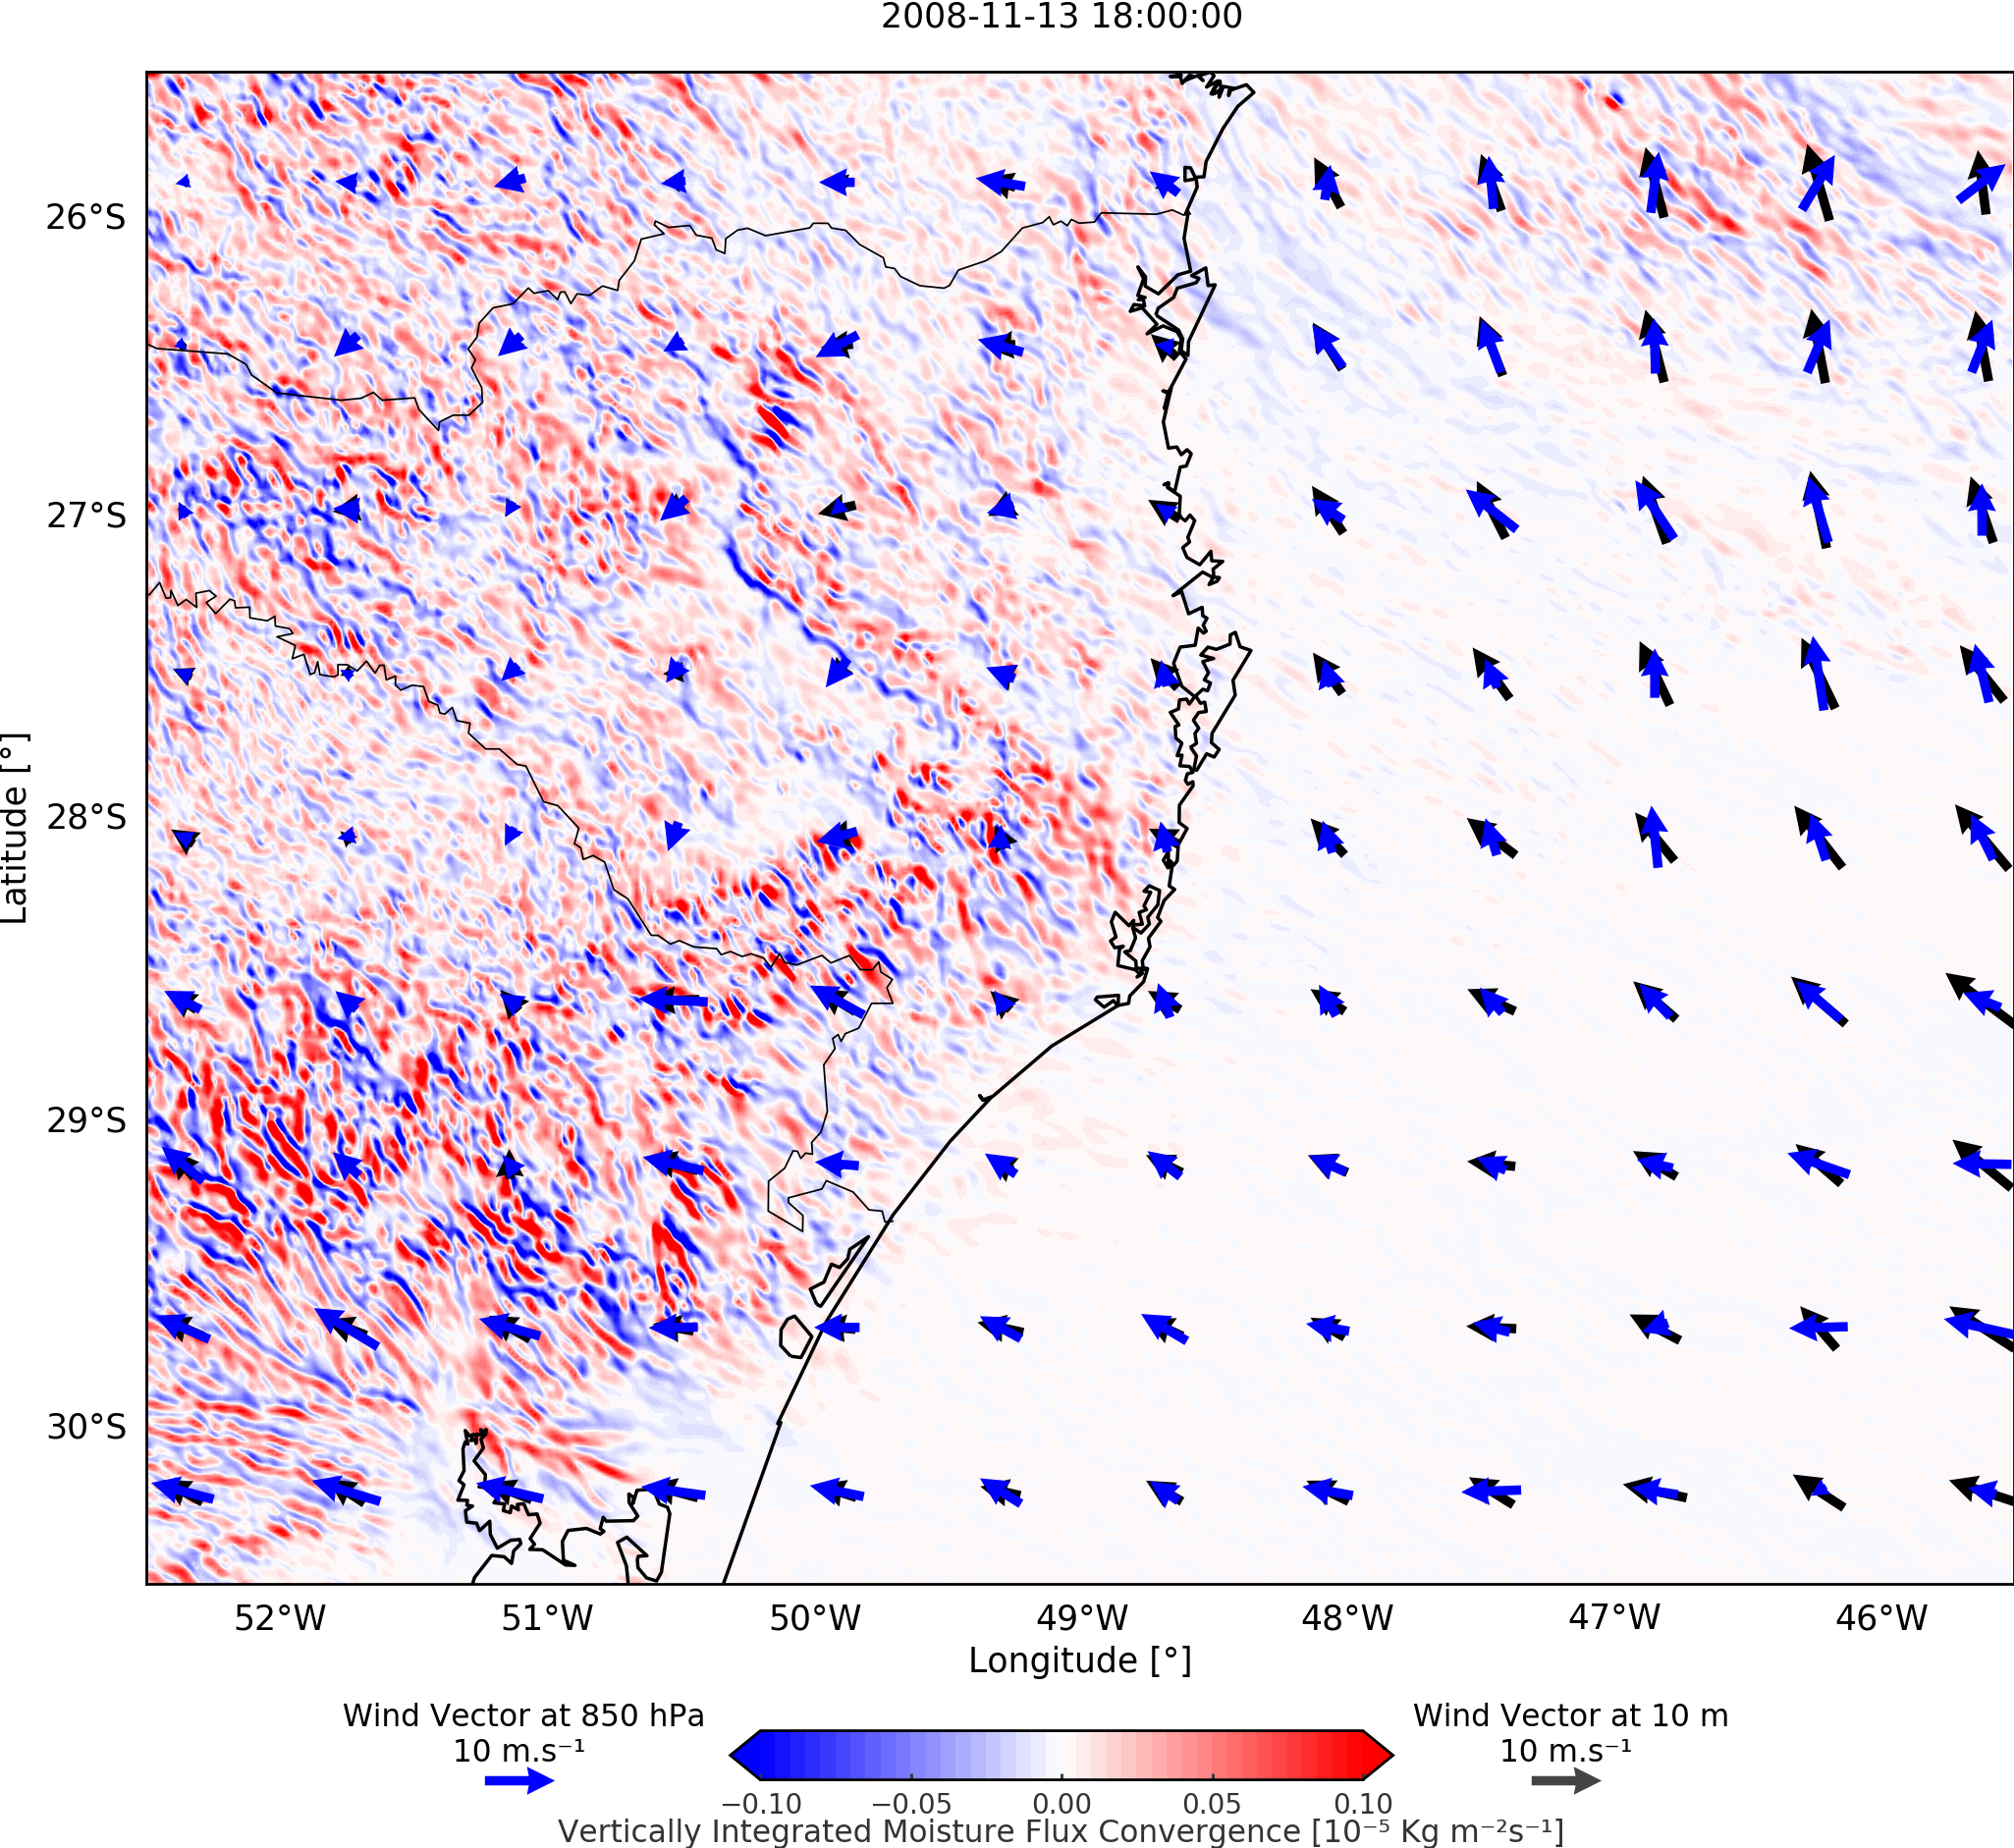 2008-11-13 18:00:00
26°S
27°S
28°S
29°S
30°S
Latitude [°]
52°W 51°W 50°W 49°W 48°W 47°W 46°W
Longitude [°]
Wind Vector at 850 hPa
10 m.s⁻¹
Wind Vector at 10 m
10 m.s⁻¹
−0.10 −0.05 0.00 0.05 0.10
Vertically Integrated Moisture Flux Convergence [10⁻⁵ Kg m⁻²s⁻¹]